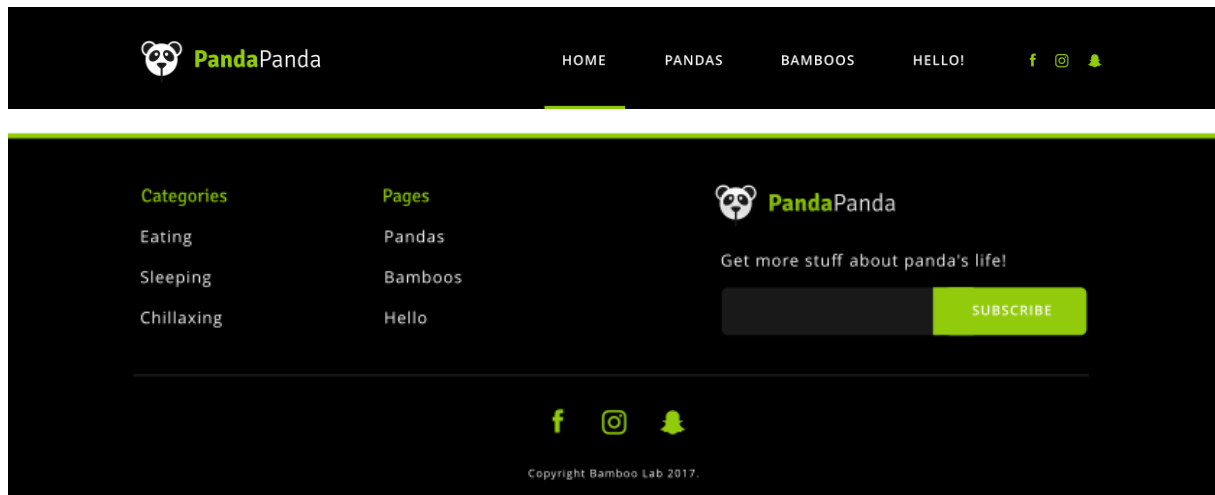 PandaPanda
HOME PANDAS BAMBOOS HELLO!
Categories
Eating
Sleeping
Chillaxing
Pages
Pandas
Bamboos
Hello
PandaPanda
Get more stuff about panda's life!
SUBSCRIBE
Copyright Bamboo Lab 2017.